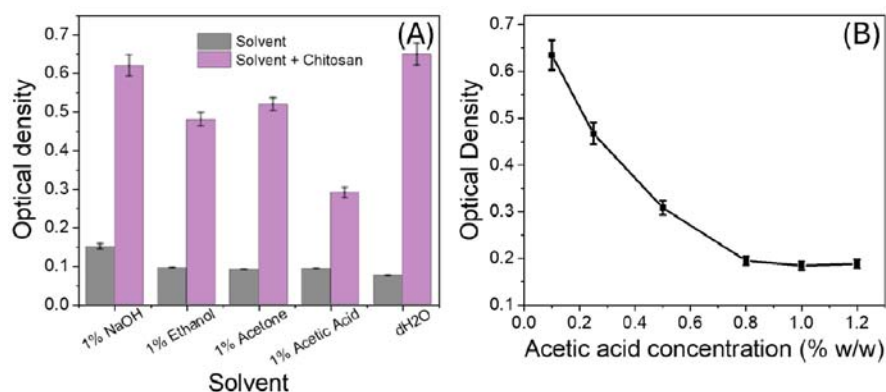 (A)
Solvent
Solvent + Chitosan
Optical density
0.7
0.6
0.5
0.4
0.3
0.2
0.1
0.0
1% NaOH
1% Ethanol
1% Acetone
1% Acetic Acid
dH2O
Solvent
(B)
Optical Density
0.7
0.6
0.5
0.4
0.3
0.2
0.1
0.0 0.2 0.4 0.6 0.8 1.0 1.2
Acetic acid concentration (% w/w)